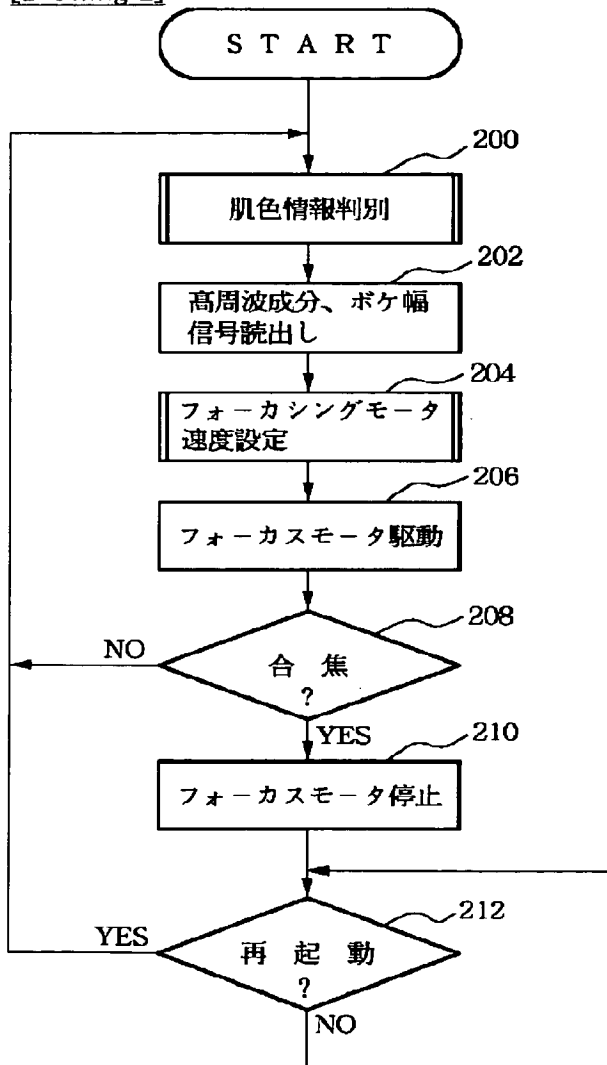 START
200
肌色情報判別
202
高周波成分、ボケ幅
信号読出し
204
フォーカシングモータ
速度設定
206
フォーカスモータ駆動
208
NO
合焦
?
YES
210
フォーカスモータ停止
212
YES
再起動
?
NO